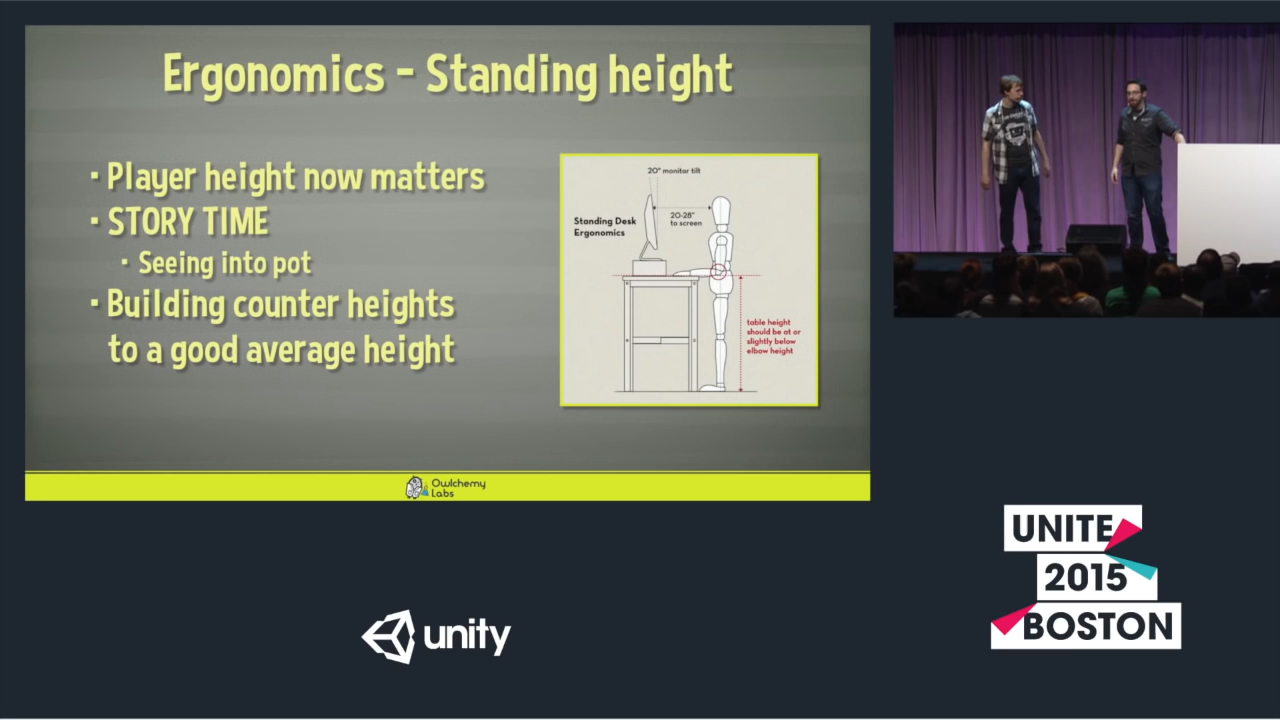 Ergonomics - Standing height
· Player height now matters
· STORY TIME
· Seeing into pot
· Building counter heights
to a good average height
20° monitor tilt
20-28"
to screen
Standing Desk
Ergonomics
table height
should be at or
slightly below
elbow height
Owlchemy
Labs
unity
UNITE
2015
BOSTON